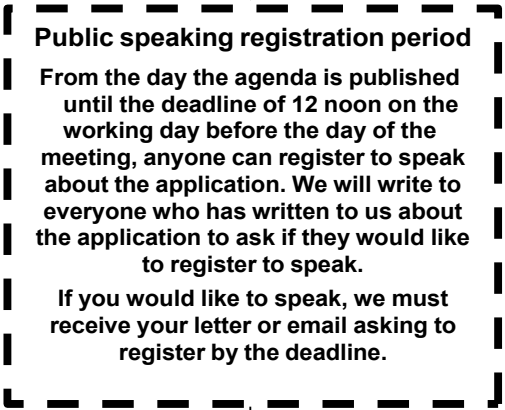 Public speaking registration period
From the day the agenda is published
until the deadline of 12 noon on the
working day before the day of the
meeting, anyone can register to speak
about the application. We will write to
everyone who has written to us about
the application to ask if they would like
to register to speak.
If you would like to speak, we must
receive your letter or email asking to
register by the deadline.